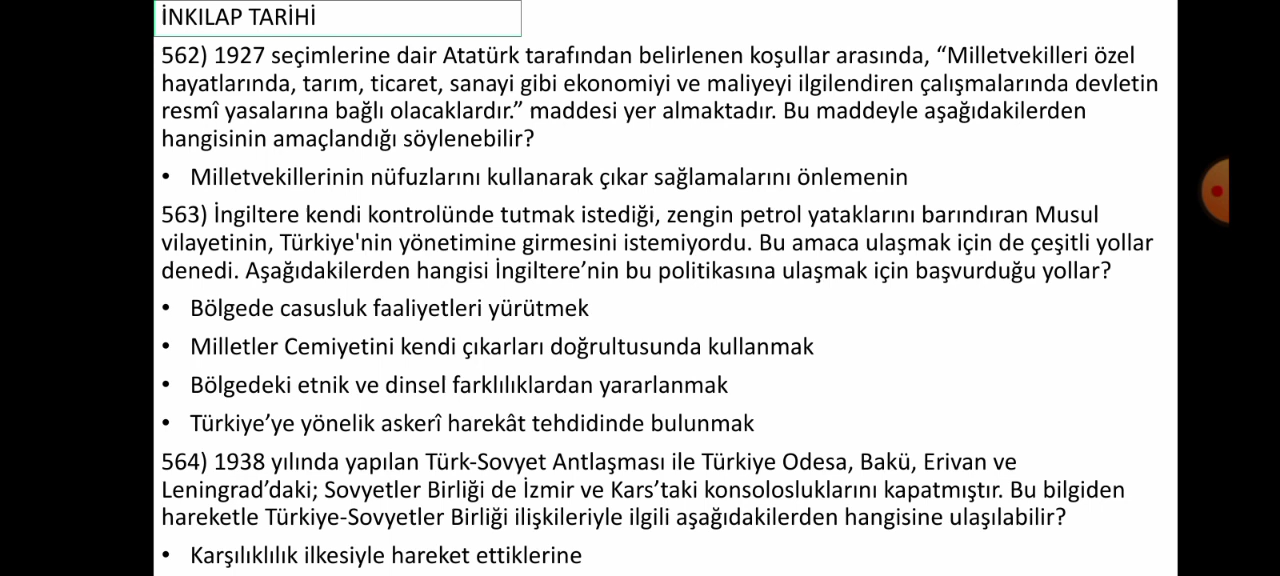 İNKILAP TARİHİ
562) 1927 seçimlerine dair Atatürk tarafından belirlenen koşullar arasında, “Milletvekilleri özel
hayatlarında, tarım, ticaret, sanayi gibi ekonomiyi ve maliyeyi ilgilendiren çalışmalarında devletin
resmî yasalarına bağlı olacaklardır.” maddesi yer almaktadır. Bu maddeyle aşağıdakilerden
hangisinin amaçlandığı söylenebilir?
• Milletvekillerinin nüfuzlarını kullanarak çıkar sağlamalarını önlemenin
563) İngiltere kendi kontrolünde tutmak istediği, zengin petrol yataklarını barındıran Musul
vilayetinin, Türkiye'nin yönetimine girmesini istemiyordu. Bu amaca ulaşmak için de çeşitli yollar
denedi. Aşağıdakilerden hangisi İngiltere’nin bu politikasına ulaşmak için başvurduğu yollar?
• Bölgede casusluk faaliyetleri yürütmek
• Milletler Cemiyetini kendi çıkarları doğrultusunda kullanmak
• Bölgedeki etnik ve dinsel farklılıklardan yararlanmak
• Türkiye’ye yönelik askerî harekât tehdidinde bulunmak
564) 1938 yılında yapılan Türk-Sovyet Antlaşması ile Türkiye Odesa, Bakü, Erivan ve
Leningrad’daki; Sovyetler Birliği de İzmir ve Kars’taki konsolosluklarını kapatmıştır. Bu bilgiden
hareketle Türkiye-Sovyetler Birliği ilişkileriyle ilgili aşağıdakilerden hangisine ulaşılabilir?
• Karşılıklılık ilkesiyle hareket ettiklerine